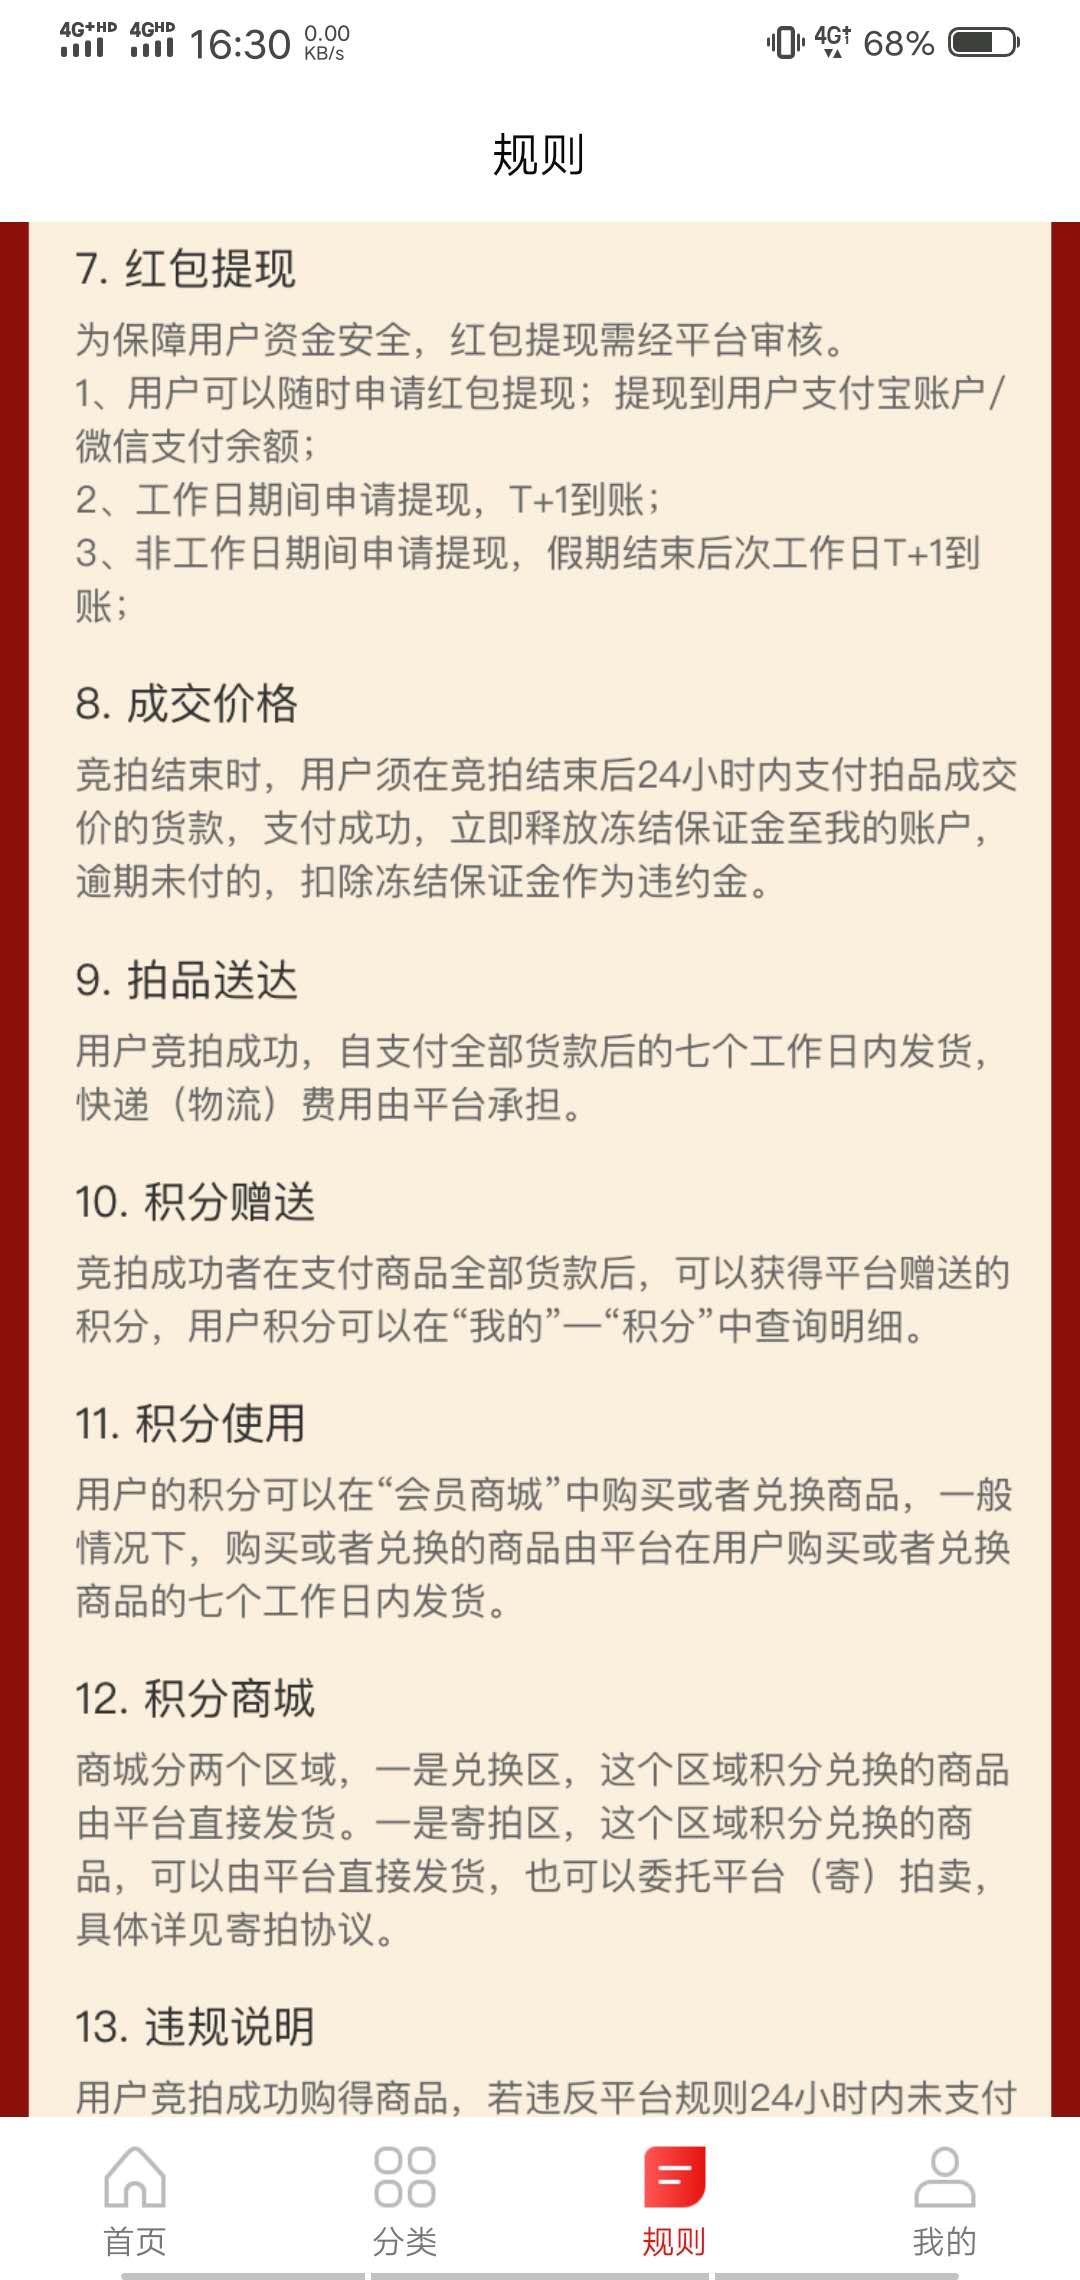 4G+HD 4GHD 16:30 0.00 KB/s 4G+ 68%
规则
7. 红包提现
为保障用户资金安全，红包提现需经平台审核。
1、用户可以随时申请红包提现；提现到用户支付宝账户/
微信支付余额；
2、工作日期间申请提现，T+1到账；
3、非工作日期间申请提现，假期结束后次工作日T+1到
账；
8. 成交价格
竞拍结束时，用户须在竞拍结束后24小时内支付拍品成交
价的货款，支付成功，立即释放冻结保证金至我的账户，
逾期未付的，扣除冻结保证金作为违约金。
9. 拍品送达
用户竞拍成功，自支付全部货款后的七个工作日内发货，
快递（物流）费用由平台承担。
10. 积分赠送
竞拍成功者在支付商品全部货款后，可以获得平台赠送的
积分，用户积分可以在“我的”—“积分”中查询明细。
11. 积分使用
用户的积分可以在“会员商城”中购买或者兑换商品，一般
情况下，购买或者兑换的商品由平台在用户购买或者兑换
商品的七个工作日内发货。
12. 积分商城
商城分两个区域，一是兑换区，这个区域积分兑换的商品
由平台直接发货。一是寄拍区，这个区域积分兑换的商
品，可以由平台直接发货，也可以委托平台（寄）拍卖，
具体详见寄拍协议。
13. 违规说明
用户竞拍成功购得商品，若违反平台规则24小时内未支付
首页 分类 规则 我的